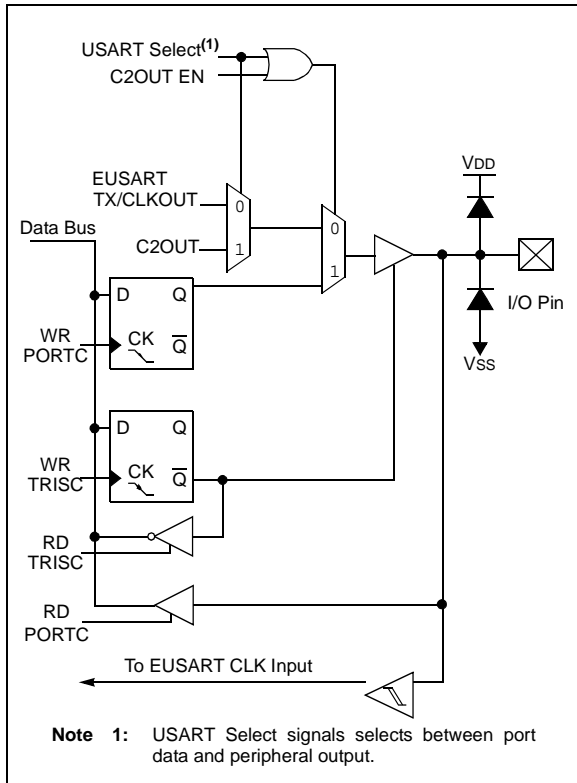 USART Select(1)
C2OUT EN
EUSART
TX/CLKOUT
0
1
C2OUT
0
1
VDD
I/O Pin
VSS
Data Bus
D Q
CK Q
WR
PORTC
D Q
CK Q
WR
TRISC
RD
TRISC
RD
PORTC
To EUSART CLK Input
Note 1: USART Select signals selects between port
data and peripheral output.